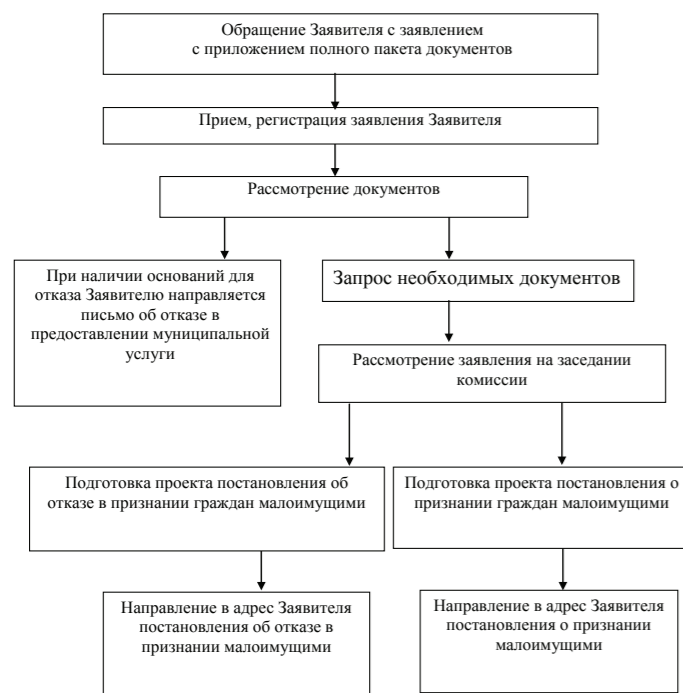 Обращение Заявителя с заявлением
с приложением полного пакета документов
Прием, регистрация заявления Заявителя
Рассмотрение документов
При наличии оснований для
отказа Заявителю направляется
письмо об отказе в
предоставлении муниципальной
услуги
Запрос необходимых документов
Рассмотрение заявления на заседании
комиссии
Подготовка проекта постановления об
отказе в признании граждан малоимущими
Подготовка проекта постановления о
признании граждан малоимущими
Направление в адрес Заявителя
постановления об отказе в
признании малоимущими
Направление в адрес Заявителя
постановления о признании
малоимущими